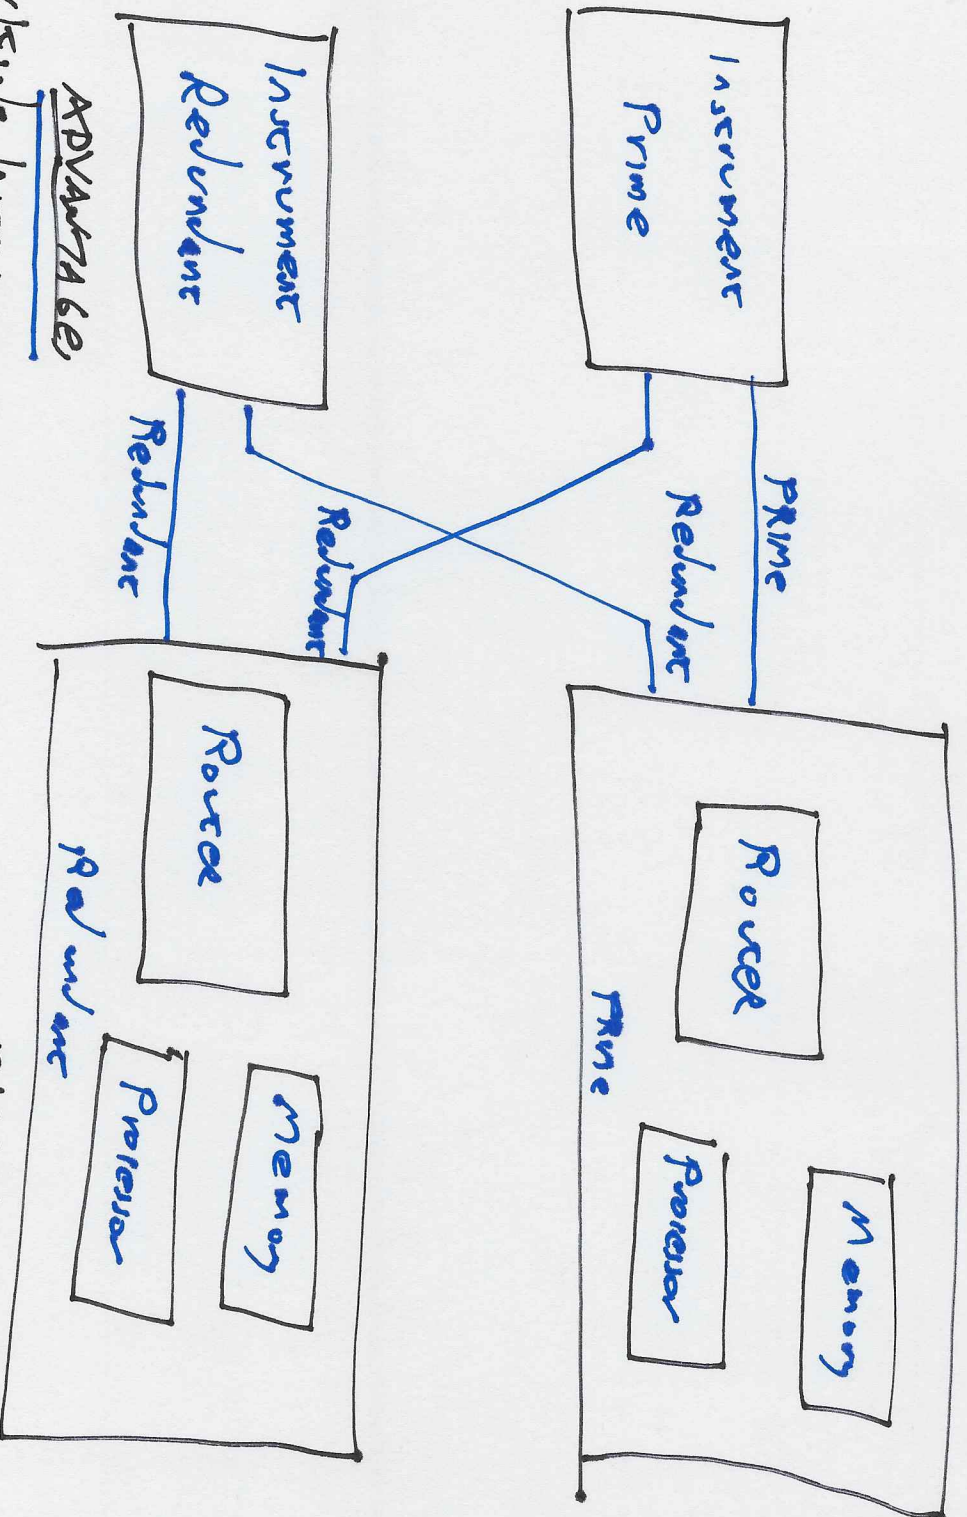 Instrument
Prime
PRIME
Redundant
Router
Memory
Processor
PRIME
Instrument
Redundant
Redundant
Redundant
Router
Memory
Processor
Redundant
ADVANTAGE